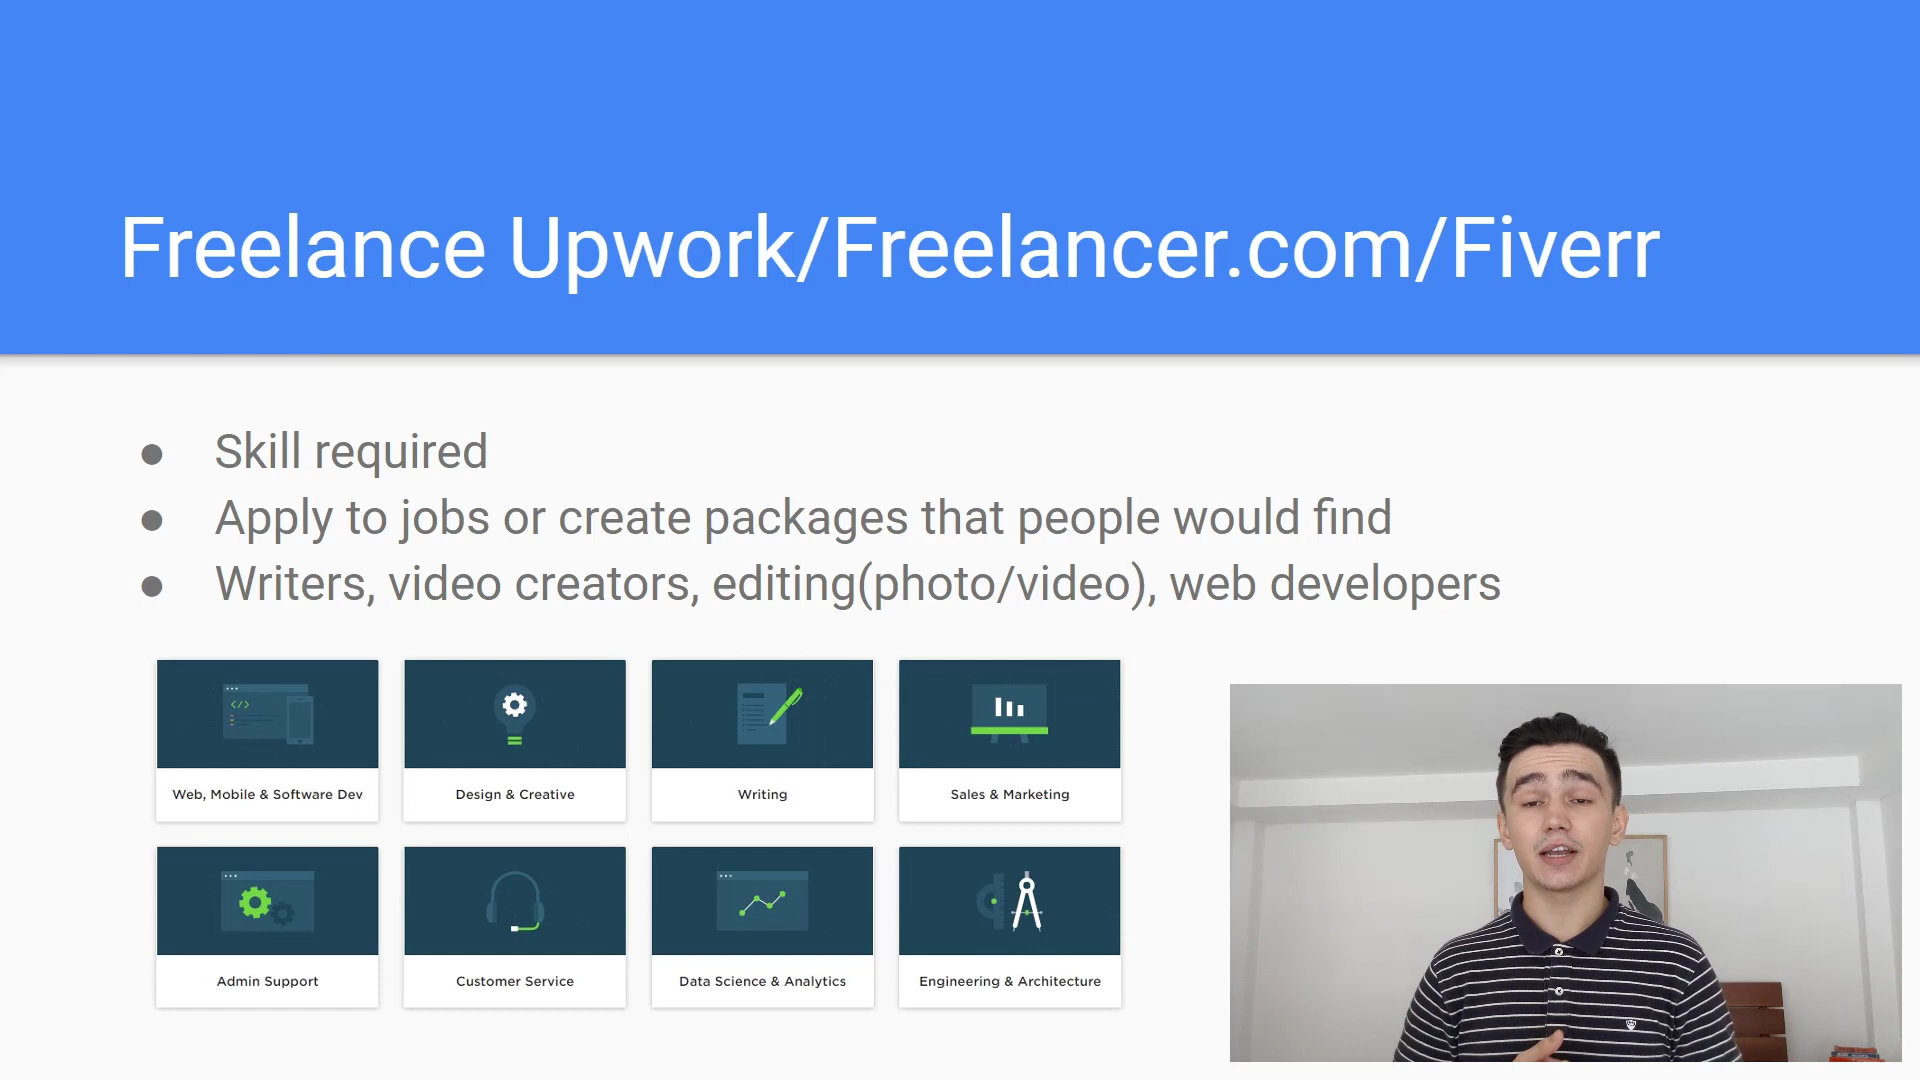 Freelance Upwork/Freelancer.com/Fiverr
● Skill required
● Apply to jobs or create packages that people would find
● Writers, video creators, editing(photo/video), web developers
Web, Mobile & Software Dev
Design & Creative
Writing
Sales & Marketing
Admin Support
Customer Service
Data Science & Analytics
Engineering & Architecture